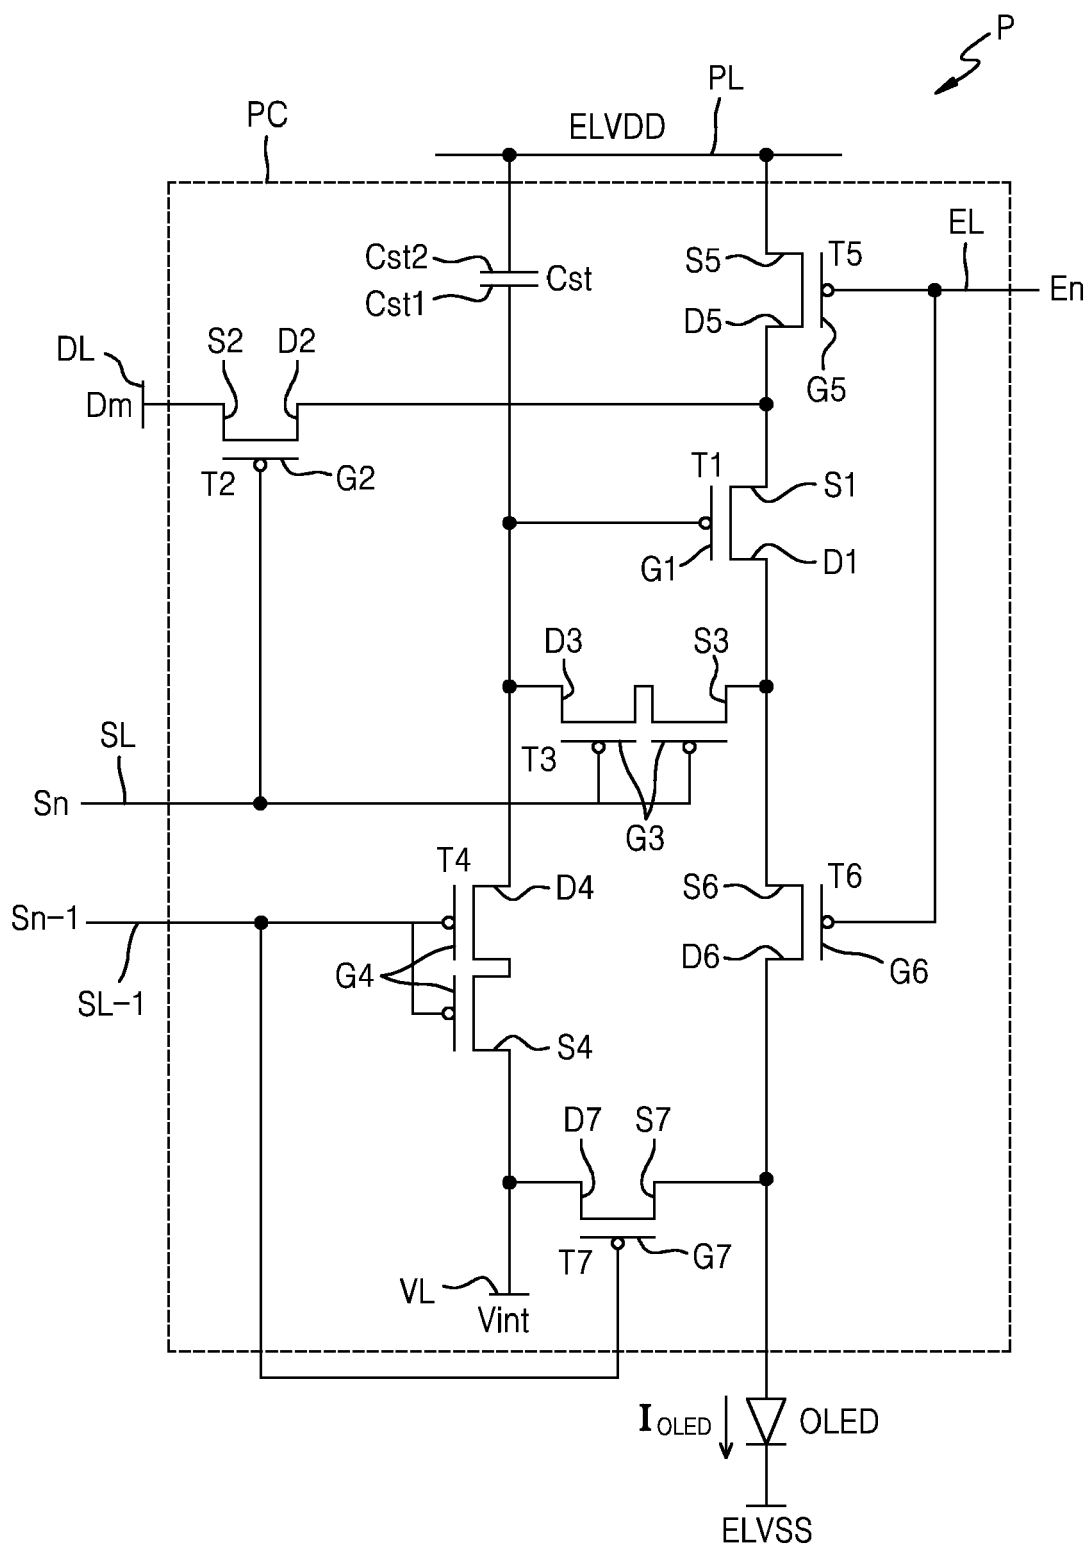 P
PL
PC
ELVDD
EL
Cst2
Cst
Cst1
S5
T5
En
D5
G5
DL
S2
D2
Dm
T2
G2
T1
S1
G1
D1
D3
S3
SL
T3
Sn
G3
T4
D4
S6
T6
Sn-1
G4
D6
G6
SL-1
S4
D7
S7
T7
G7
VL
Vint
IOLED
OLED
ELVSS